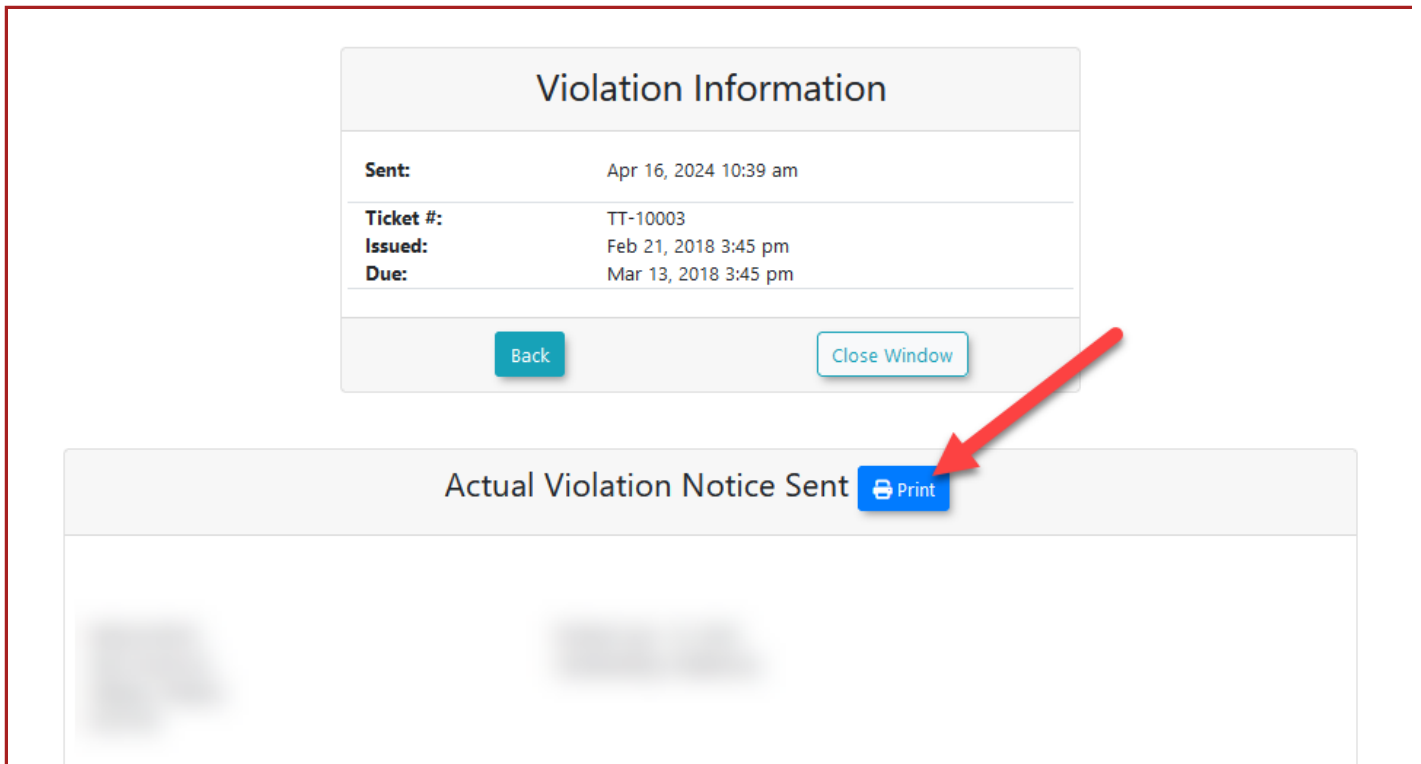 Violation Information
Sent: Apr 16, 2024 10:39 am
Ticket #: TT-10003
Issued: Feb 21, 2018 3:45 pm
Due: Mar 13, 2018 3:45 pm
Back Close Window
Actual Violation Notice Sent Print